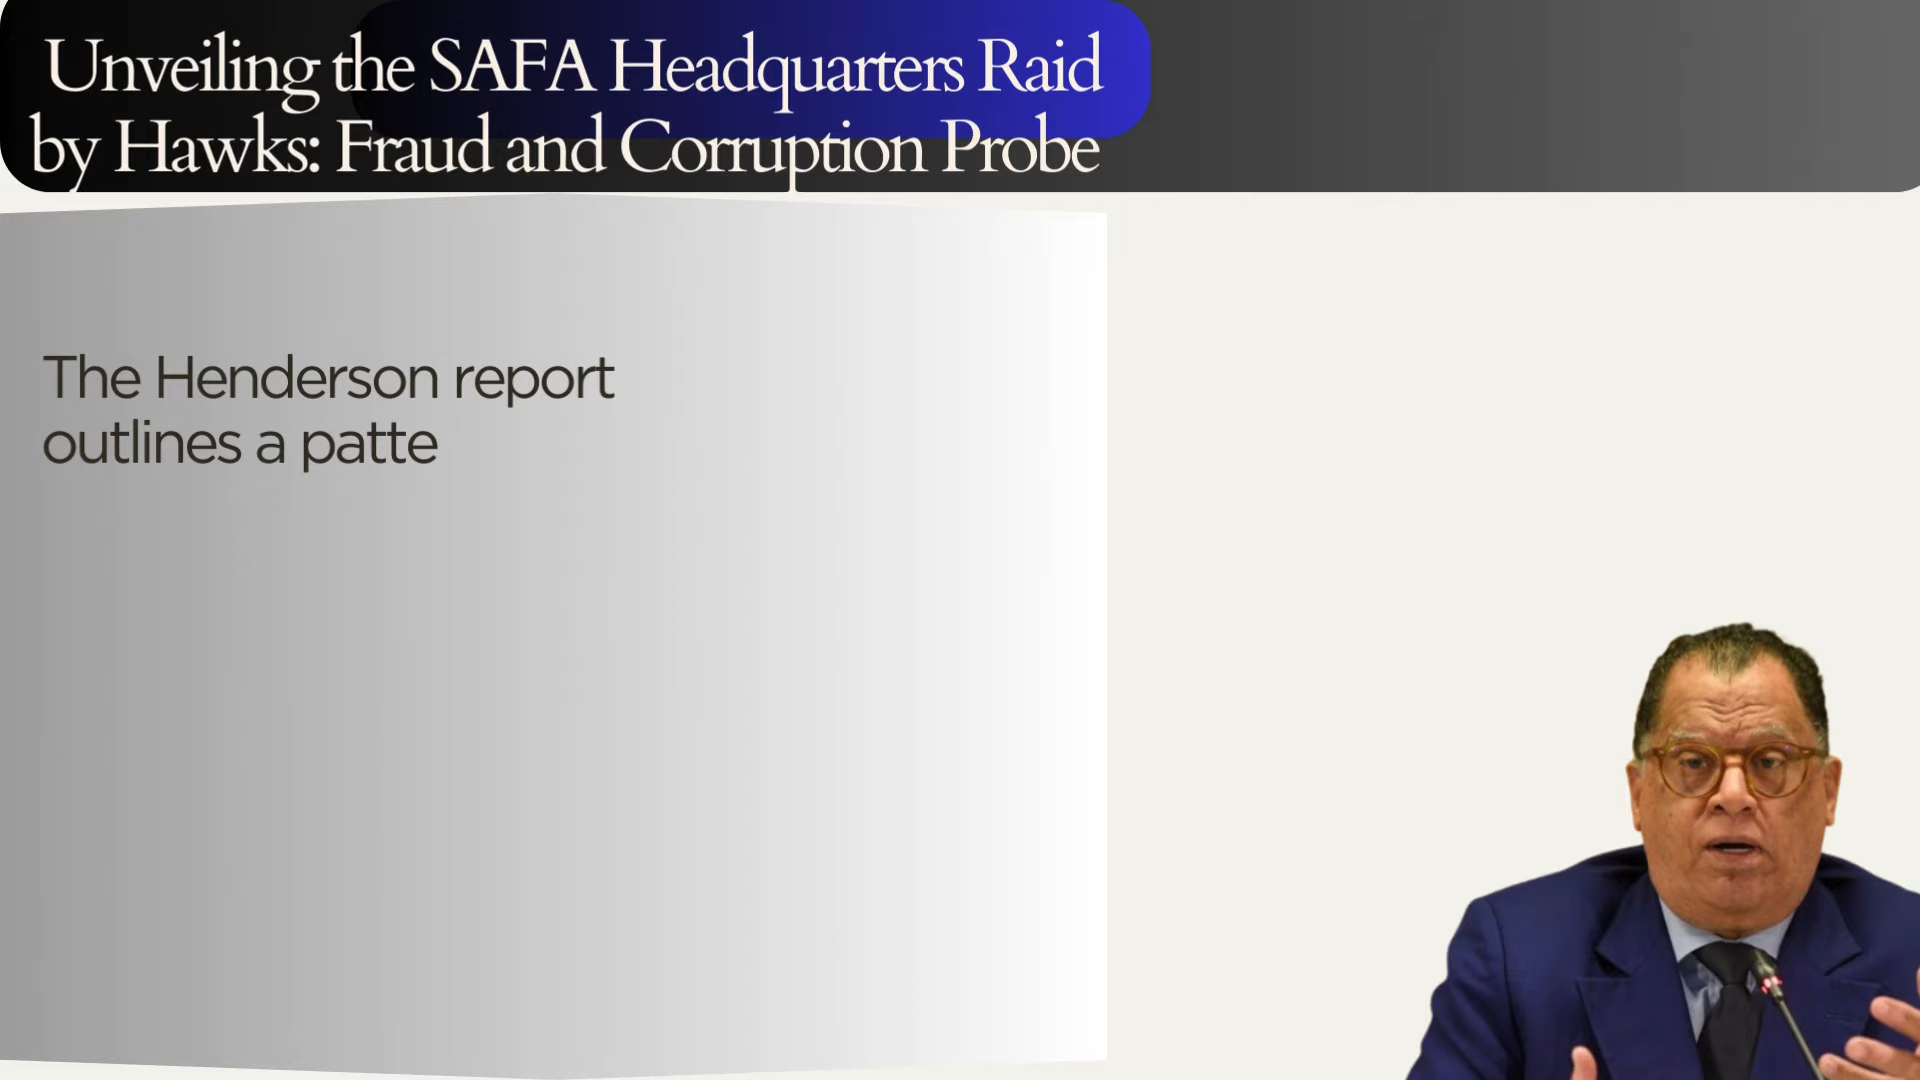 Unveiling the SAFA Headquarters Raid
by Hawks: Fraud and Corruption Probe
The Henderson report
outlines a patte